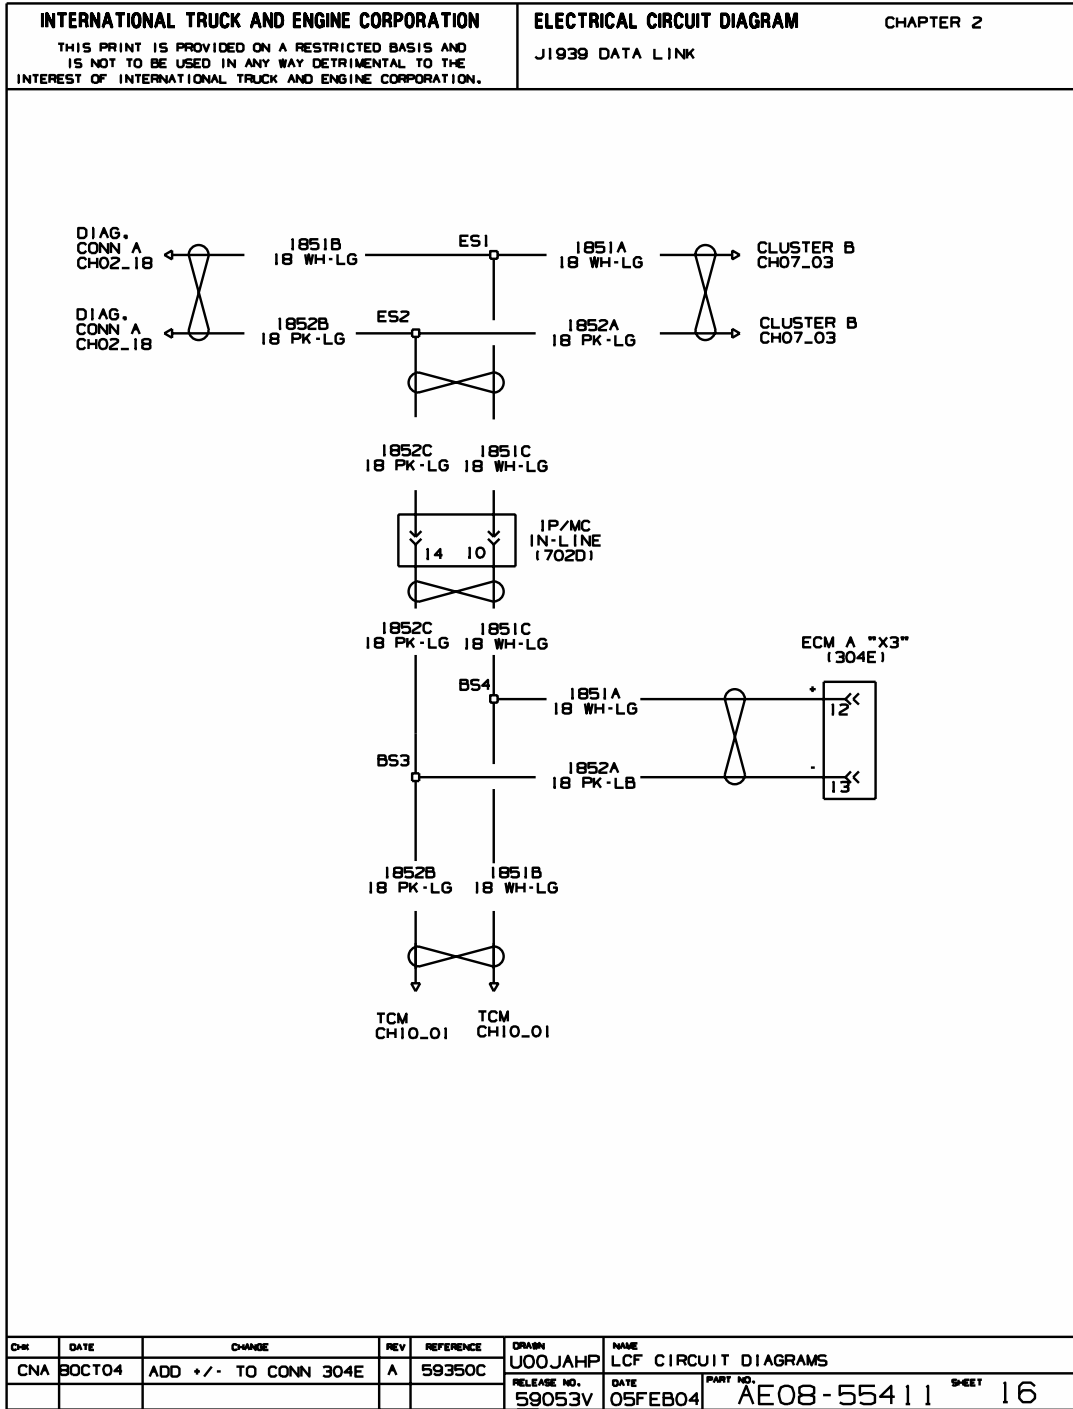 INTERNATIONAL TRUCK AND ENGINE CORPORATION
THIS PRINT IS PROVIDED ON A RESTRICTED BASIS AND
IS NOT TO BE USED IN ANY WAY DETRIMENTAL TO THE
INTEREST OF INTERNATIONAL TRUCK AND ENGINE CORPORATION.
ELECTRICAL CIRCUIT DIAGRAM
CHAPTER 2
J1939 DATA LINK
DIAG.
CONN A
CH02_18
1851B
18 WH-LG
ES1
1851A
18 WH-LG
CLUSTER B
CH07_03
DIAG.
CONN A
CH02_18
1852B
18 PK-LG
ES2
1852A
18 PK-LG
CLUSTER B
CH07_03
1852C
18 PK-LG
1851C
18 WH-LG
14 10
IP/MC
IN-LINE
(702D)
1852C
18 PK-LG
1851C
18 WH-LG
ECM A "X3"
(304E)
BS4
1851A
18 WH-LG
+
12
BS3
1852A
18 PK-LB
-
13
1852B
18 PK-LG
1851B
18 WH-LG
TCM
CH10_01
TCM
CH10_01
CHK DATE CHANGE REV REFERENCE
CNA 8OCT04 ADD +/- TO CONN 304E A 59350C
DRAWN
U00JAHP
NAME
LCF CIRCUIT DIAGRAMS
RELEASE NO.
59053V
DATE
05FEB04
PART NO.
AE08-55411
SHEET 16